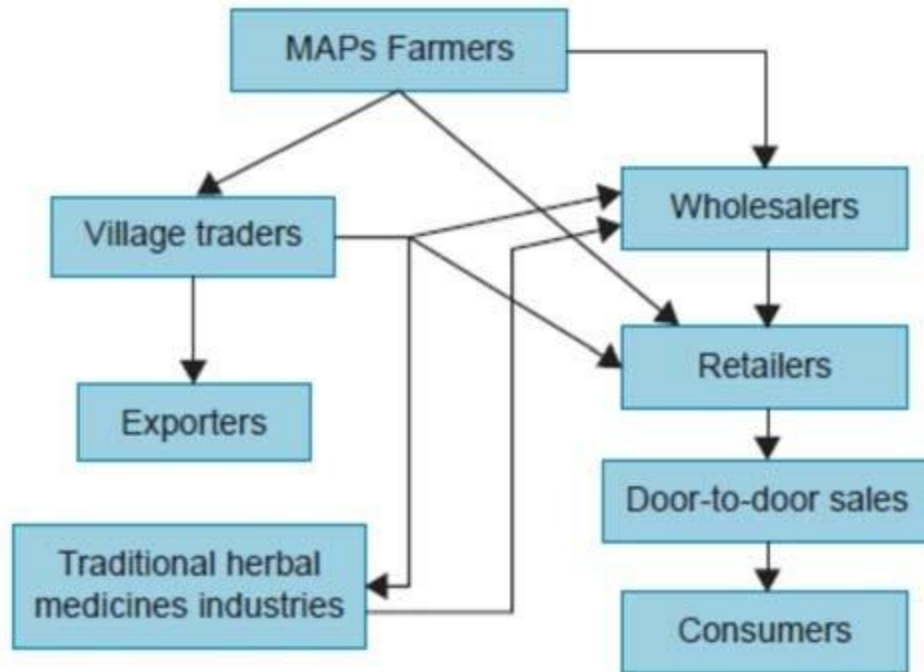 MAPs Farmers
Wholesalers
Village traders
Retailers
Exporters
Door-to-door sales
Traditional herbal
medicines industries
Consumers